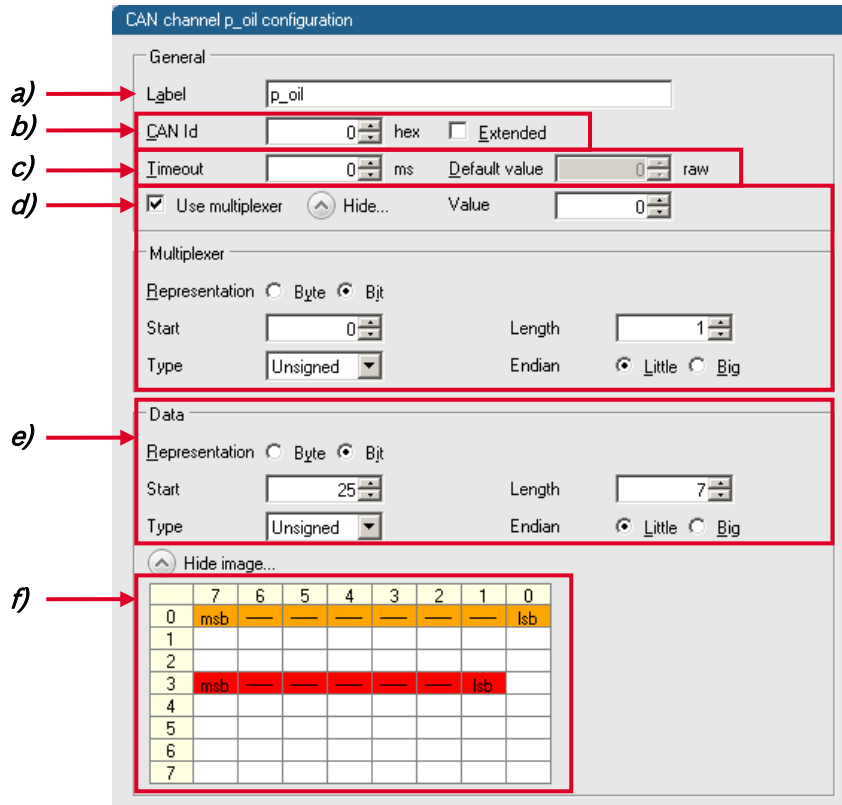 CAN channel p_oil configuration
General
a) Label p_oil
b) CAN Id 0 hex Extended
c) Timeout 0 ms Default value 0 raw
d) Use multiplexer Hide... Value 0
Multiplexer
Representation Byte Bit
Start 0 Length 1
Type Unsigned Endian Little Big
Data
e) Representation Byte Bit
Start 25 Length 7
Type Unsigned Endian Little Big
Hide image...
f) 7 6 5 4 3 2 1 0
0 msb — — — — — — lsb
1
2
3 msb — — — — — lsb
4
5
6
7